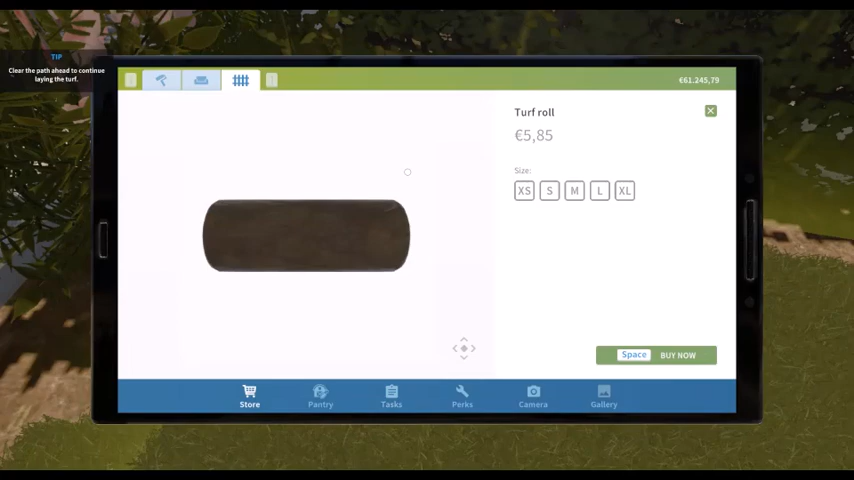 TIP
Clear the path ahead to continue
laying the turf.
€61.245,79
Turf roll
€5,85
Size:
XS S M L XL
Space BUY NOW
Store Pantry Tasks Perks Camera Gallery